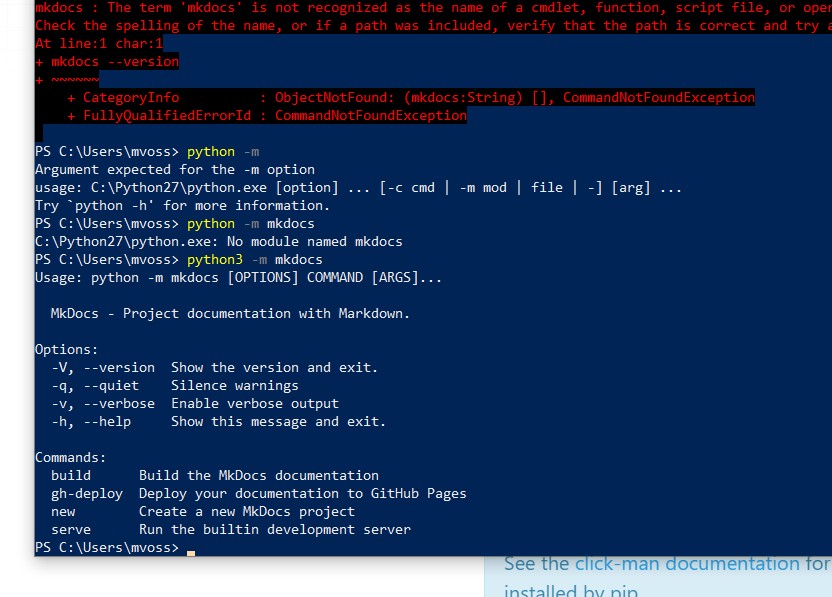 mkdocs : The term 'mkdocs' is not recognized as the name of a cmdlet, function, script file, or
Check the spelling of the name, or if a path was included, verify that the path is correct and try
At line:1 char:1
+ mkdocs --version
+ ~~~~~~
    + CategoryInfo          : ObjectNotFound: (mkdocs:String) [], CommandNotFoundException
    + FullyQualifiedErrorId : CommandNotFoundException
PS C:\Users\mvoss> python -m
Argument expected for the -m option
usage: C:\Python27\python.exe [option] ... [-c cmd | -m mod | file | -] [arg] ...
Try `python -h' for more information.
PS C:\Users\mvoss> python -m mkdocs
C:\Python27\python.exe: No module named mkdocs
PS C:\Users\mvoss> python3 -m mkdocs
Usage: python -m mkdocs [OPTIONS] COMMAND [ARGS]...
  MkDocs - Project documentation with Markdown.
Options:
  -V, --version  Show the version and exit.
  -q, --quiet    Silence warnings
  -v, --verbose  Enable verbose output
  -h, --help     Show this message and exit.
Commands:
  build      Build the MkDocs documentation
  gh-deploy  Deploy your documentation to GitHub Pages
  new        Create a new MkDocs project
  serve      Run the builtin development server
PS C:\Users\mvoss>
See the click-man documentation for
installed by pip